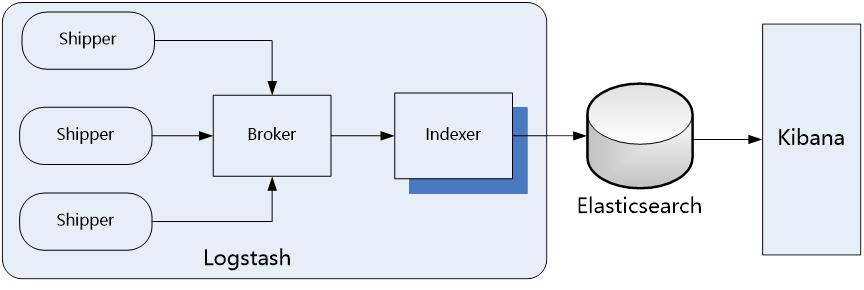 Shipper
Shipper
Broker
Indexer
Kibana
Shipper
Elasticsearch
Logstash